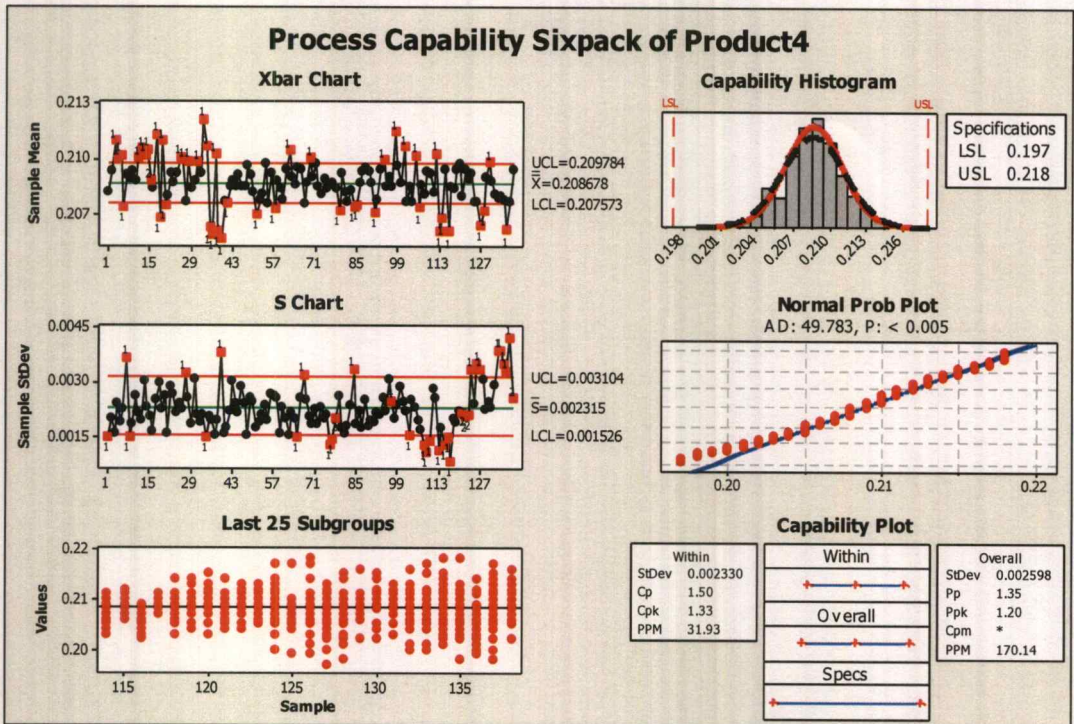 Process Capability Sixpack of Product4
Xbar Chart
Sample Mean
0.213
0.210
0.207
UCL=0.209784
X=0.208678
LCL=0.207573
1 15 29 43 57 71 85 99 113 127
S Chart
Sample StDev
0.0045
0.0030
0.0015
UCL=0.003104
S=0.002315
LCL=0.001526
1 15 29 43 57 71 85 99 113 127
Last 25 Subgroups
Values
0.22
0.21
0.20
115 120 125 130 135
Sample
Capability Histogram
LSL USL
0.198 0.201 0.204 0.207 0.210 0.213 0.216
Specifications
LSL 0.197
USL 0.218
Normal Prob Plot
AD: 49.783, P: < 0.005
0.20 0.21 0.22
Capability Plot
Within
StDev 0.002330
Cp 1.50
Cpk 1.33
PPM 31.93
Within
Overall
Specs
Overall
StDev 0.002598
Pp 1.35
Ppk 1.20
Cpm *
PPM 170.14